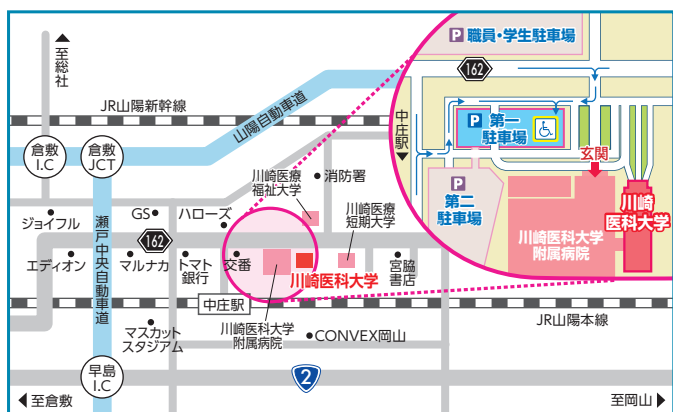 至総社
JR山陽新幹線
山陽自動車道
倉敷
I.C
倉敷
JCT
瀬戸中央自動車道
ジョイフル
GS
ハローズ
川崎医療
福祉大学
消防署
川崎医療
短期大学
162
エディオン
マルナカ
トマト
銀行
交番
川崎医科大学
宮脇
書店
中庄駅
JR山陽本線
マスカット
スタジアム
川崎医科大学
附属病院
CONVEX岡山
早島
I.C
2
至倉敷
至岡山
P 職員・学生駐車場
162
中庄駅
P 第一
駐車場
玄関
P
第二
駐車場
川崎医科大学
附属病院
川崎
医科大学